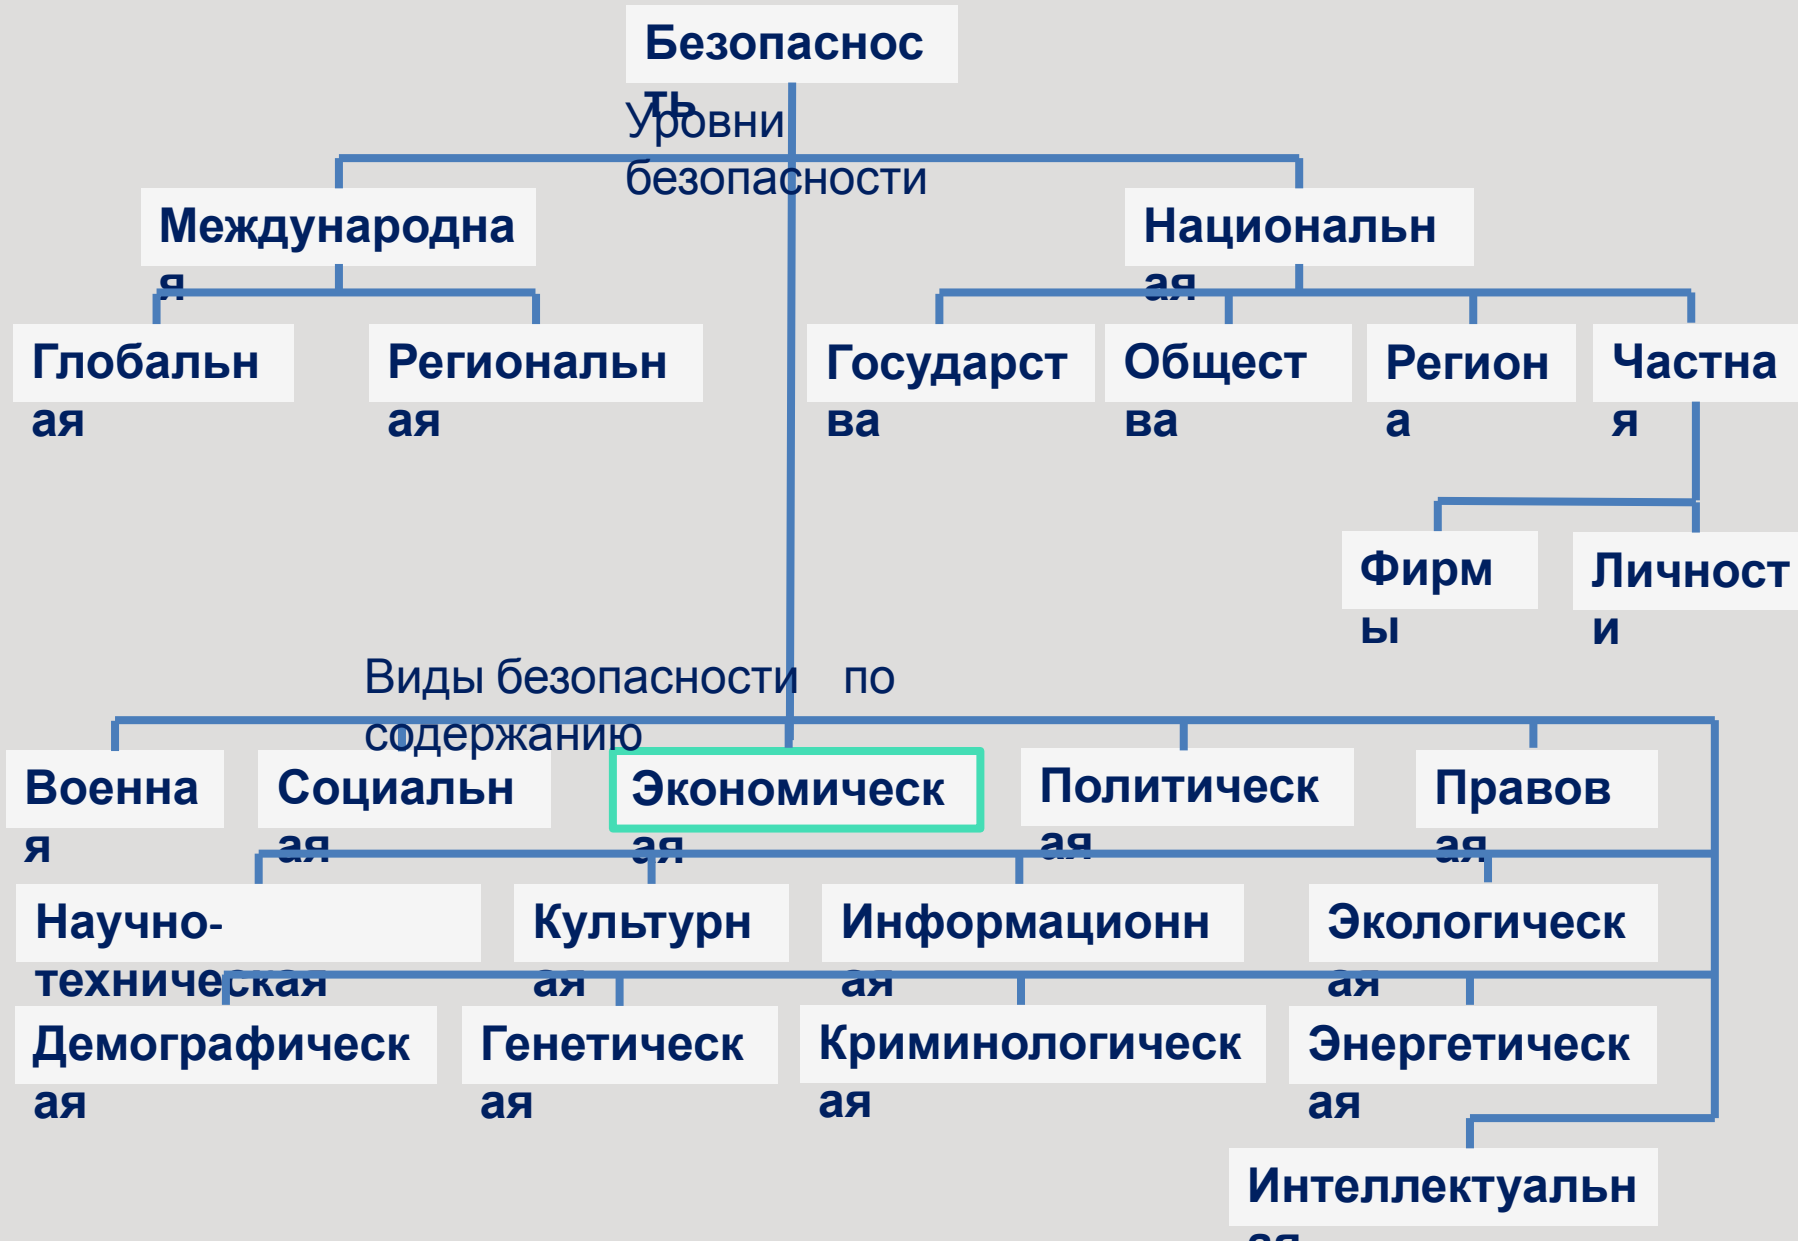 Безопаснос
ть
Уровни
безопасности
Международна
я
Национальн
ая
Глобальн
ая
Региональн
ая
Государст
ва
Общест
ва
Регион
а
Частна
я
Фирм
ы
Личност
и
Виды безопасности по
содержанию
Военна
я
Социальн
ая
Экономическ
ая
Политическ
ая
Правов
ая
Научно-
техническая
Культурн
ая
Информационн
ая
Экологическ
ая
Демографическ
ая
Генетическ
ая
Криминологическ
ая
Энергетическ
ая
Интеллектуальн
ая